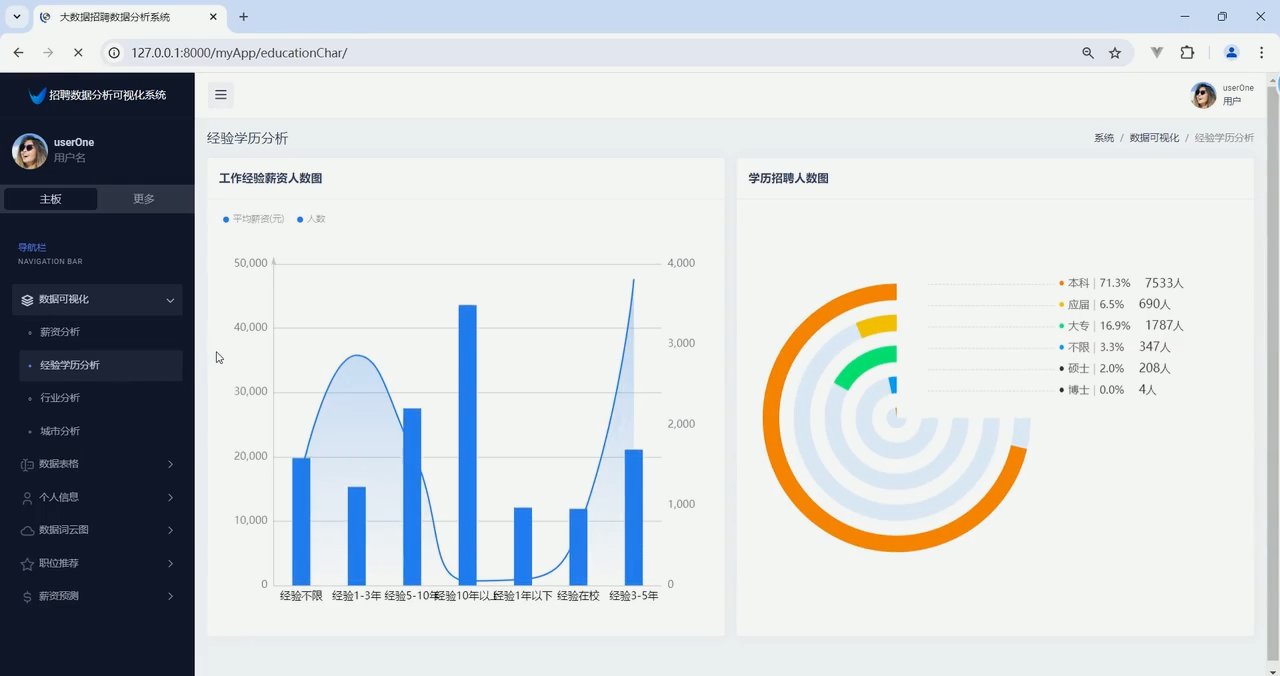 大数据招聘数据分析系统
127.0.0.1:8000/myApp/educationChar/
招聘数据分析可视化系统
userOne
用户
userOne
用户名
主板
更多
导航栏
NAVIGATION BAR
数据可视化
薪资分析
经验学历分析
行业分析
城市分析
数据表格
个人信息
数据词云图
职位推荐
薪资预测
经验学历分析
系统 / 数据可视化 / 经验学历分析
工作经验薪资人数图
平均薪资(元) 人数
50,000
40,000
30,000
20,000
10,000
0
4,000
3,000
2,000
1,000
0
经验不限 经验1-3年 经验5-10年 经验10年以上 经验1年以下 经验在校 经验3-5年
学历招聘人数图
本科 | 71.3% 7533人
应届 | 6.5% 690人
大专 | 16.9% 1787人
不限 | 3.3% 347人
硕士 | 2.0% 208人
博士 | 0.0% 4人